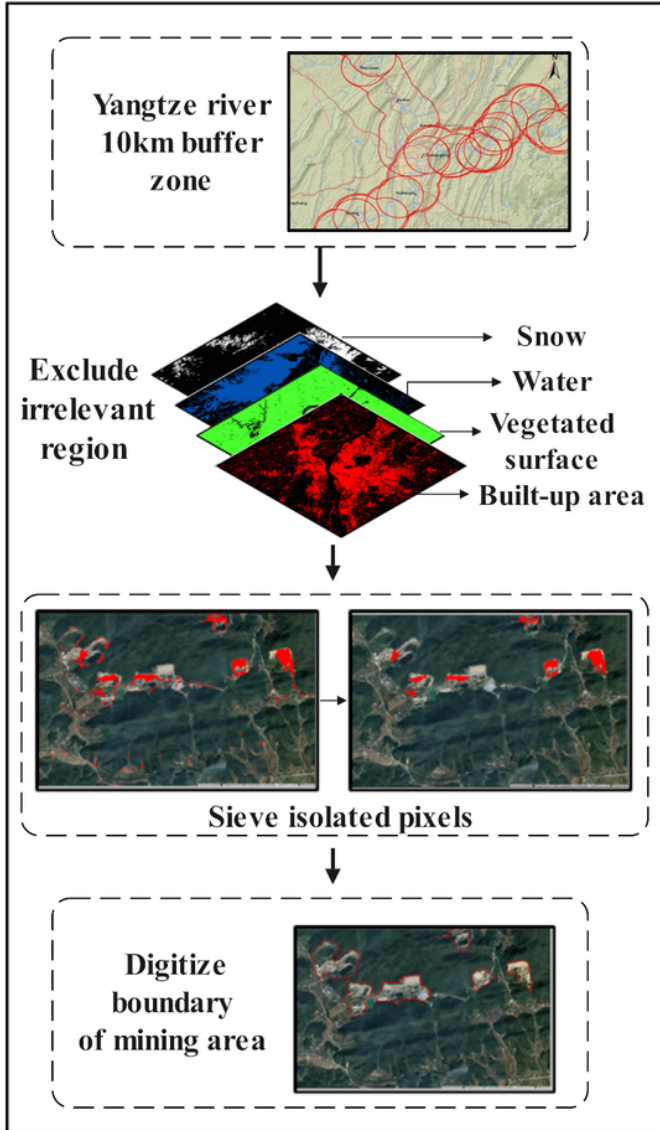 Yangtze river
10km buffer
zone
N
Exclude
irrelevant
region
Snow
Water
Vegetated
surface
Built-up area
Sieve isolated pixels
Digitize
boundary
of mining area